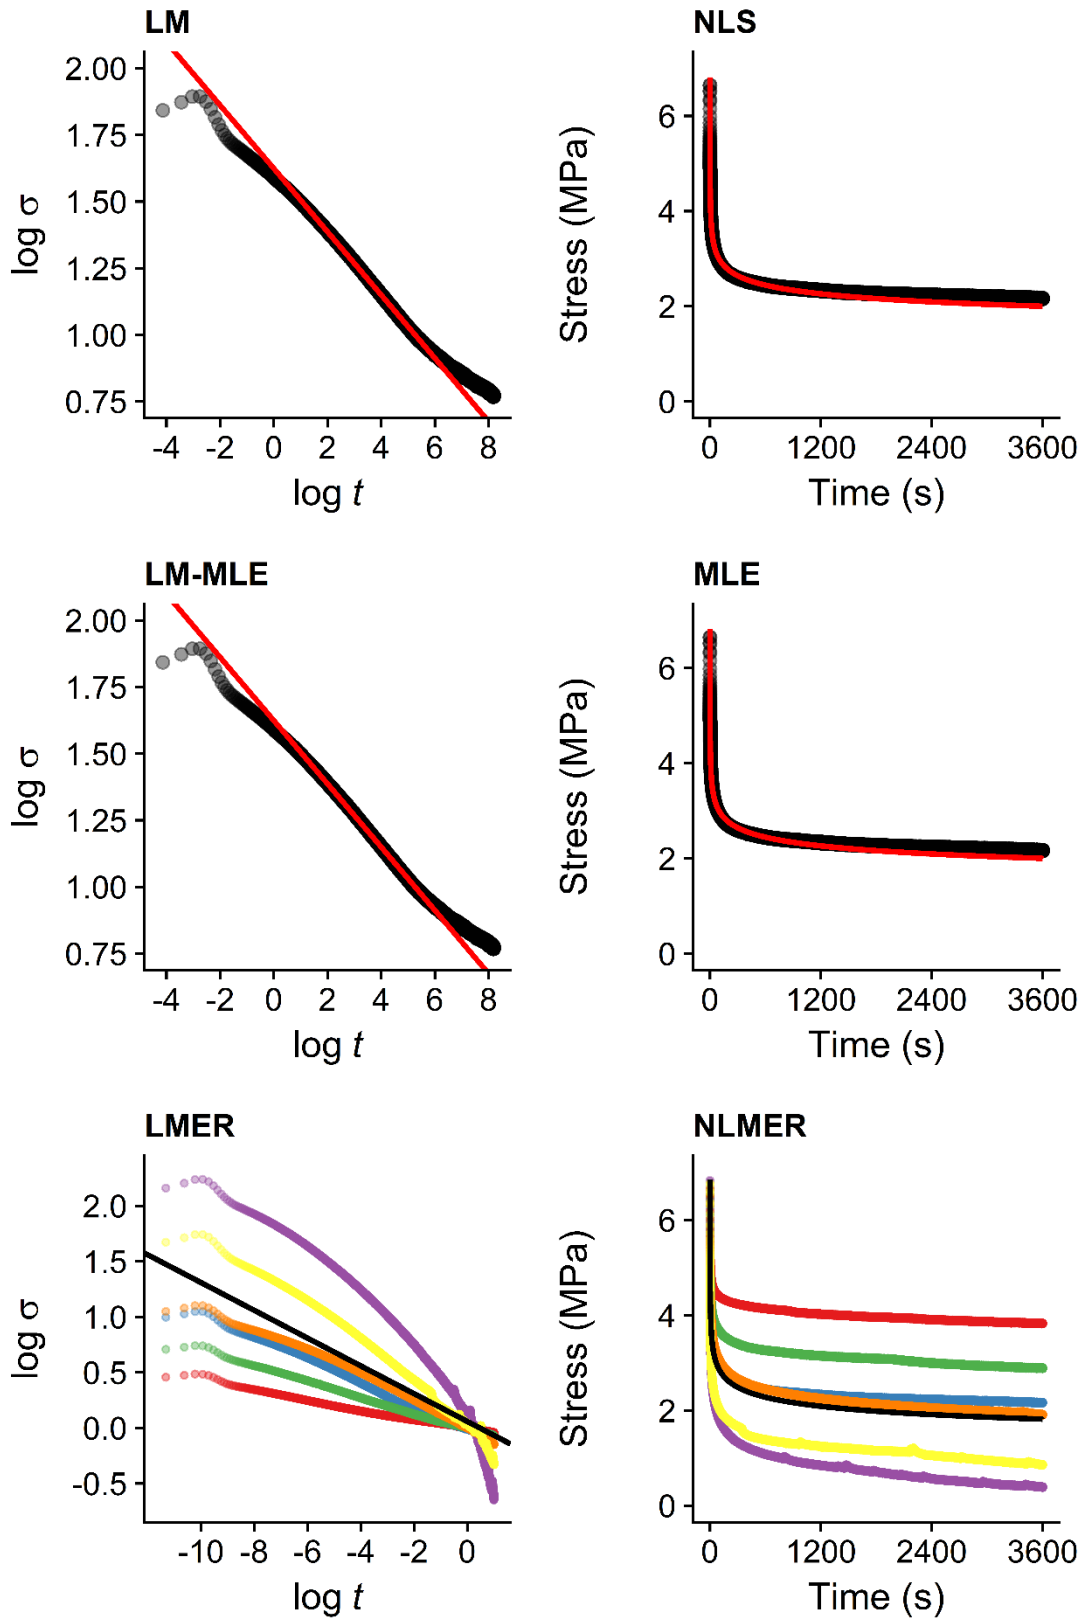 LM
2.00
1.75
1.50
1.25
1.00
0.75
log σ
-4 -2 0 2 4 6 8
log t
NLS
6
4
2
0
Stress (MPa)
0 1200 2400 3600
Time (s)
LM-MLE
2.00
1.75
1.50
1.25
1.00
0.75
log σ
-4 -2 0 2 4 6 8
log t
MLE
6
4
2
0
Stress (MPa)
0 1200 2400 3600
Time (s)
LMER
2.0
1.5
1.0
0.5
0.0
-0.5
log σ
-10 -8 -6 -4 -2 0
log t
NLMER
6
4
2
0
Stress (MPa)
0 1200 2400 3600
Time (s)